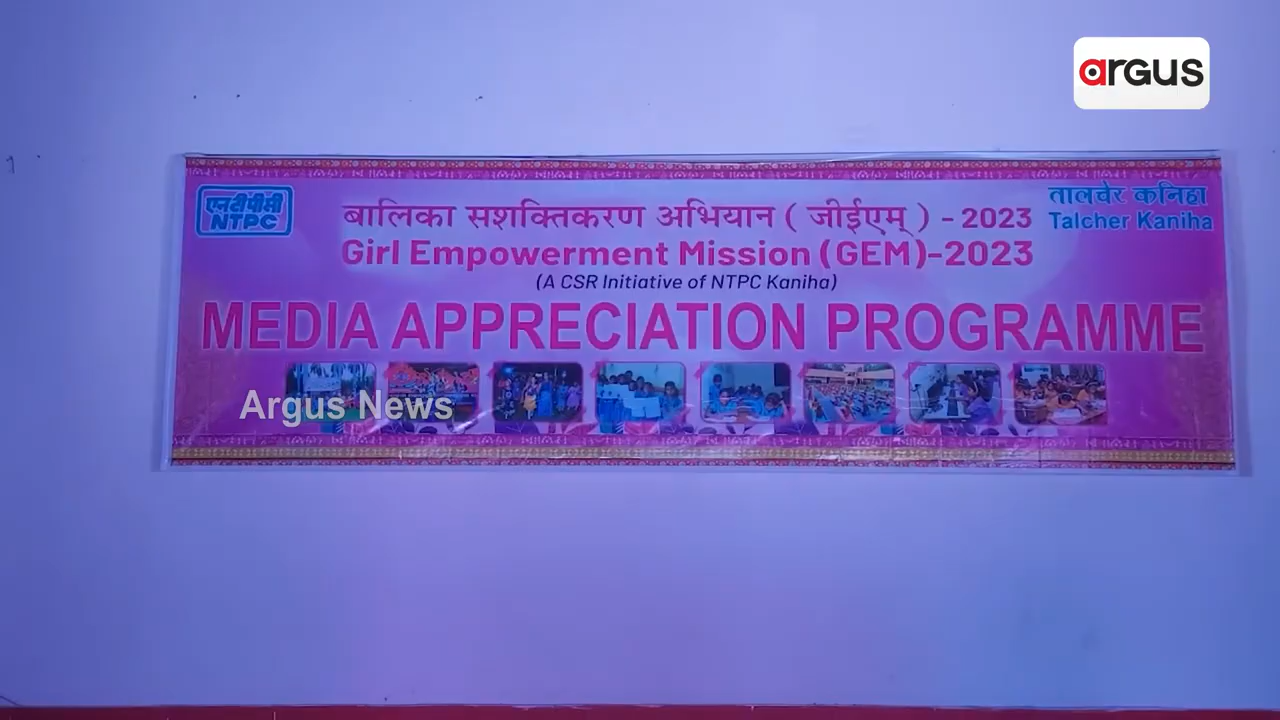 argus
एनटीपीसी
NTPC
बालिका सशक्तिकरण अभियान ( जीईएम् ) - 2023
तालचेर कनिहा
Talcher Kaniha
Girl Empowerment Mission (GEM)-2023
(A CSR Initiative of NTPC Kaniha)
MEDIA APPRECIATION PROGRAMME
Argus News